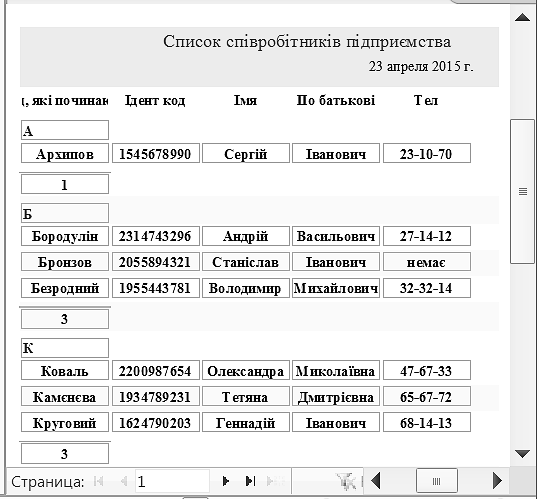 Список співробітників підприємства
23 апреля 2015 г.
, які починаю Ідент код Імя По батькові Тел
А
Архипов 1545678990 Сергій Іванович 23-10-70
1
Б
Бородулін 2314743296 Андрій Васильович 27-14-12
Бронзов 2055894321 Станіслав Іванович немає
Безродний 1955443781 Володимир Михайлович 32-32-14
3
К
Коваль 2200987654 Олександра Миколаївна 47-67-33
Камєнєва 1934789231 Тетяна Дмитрієвна 65-67-72
Круговий 1624790203 Геннадій Іванович 68-14-13
3
Страница: 1